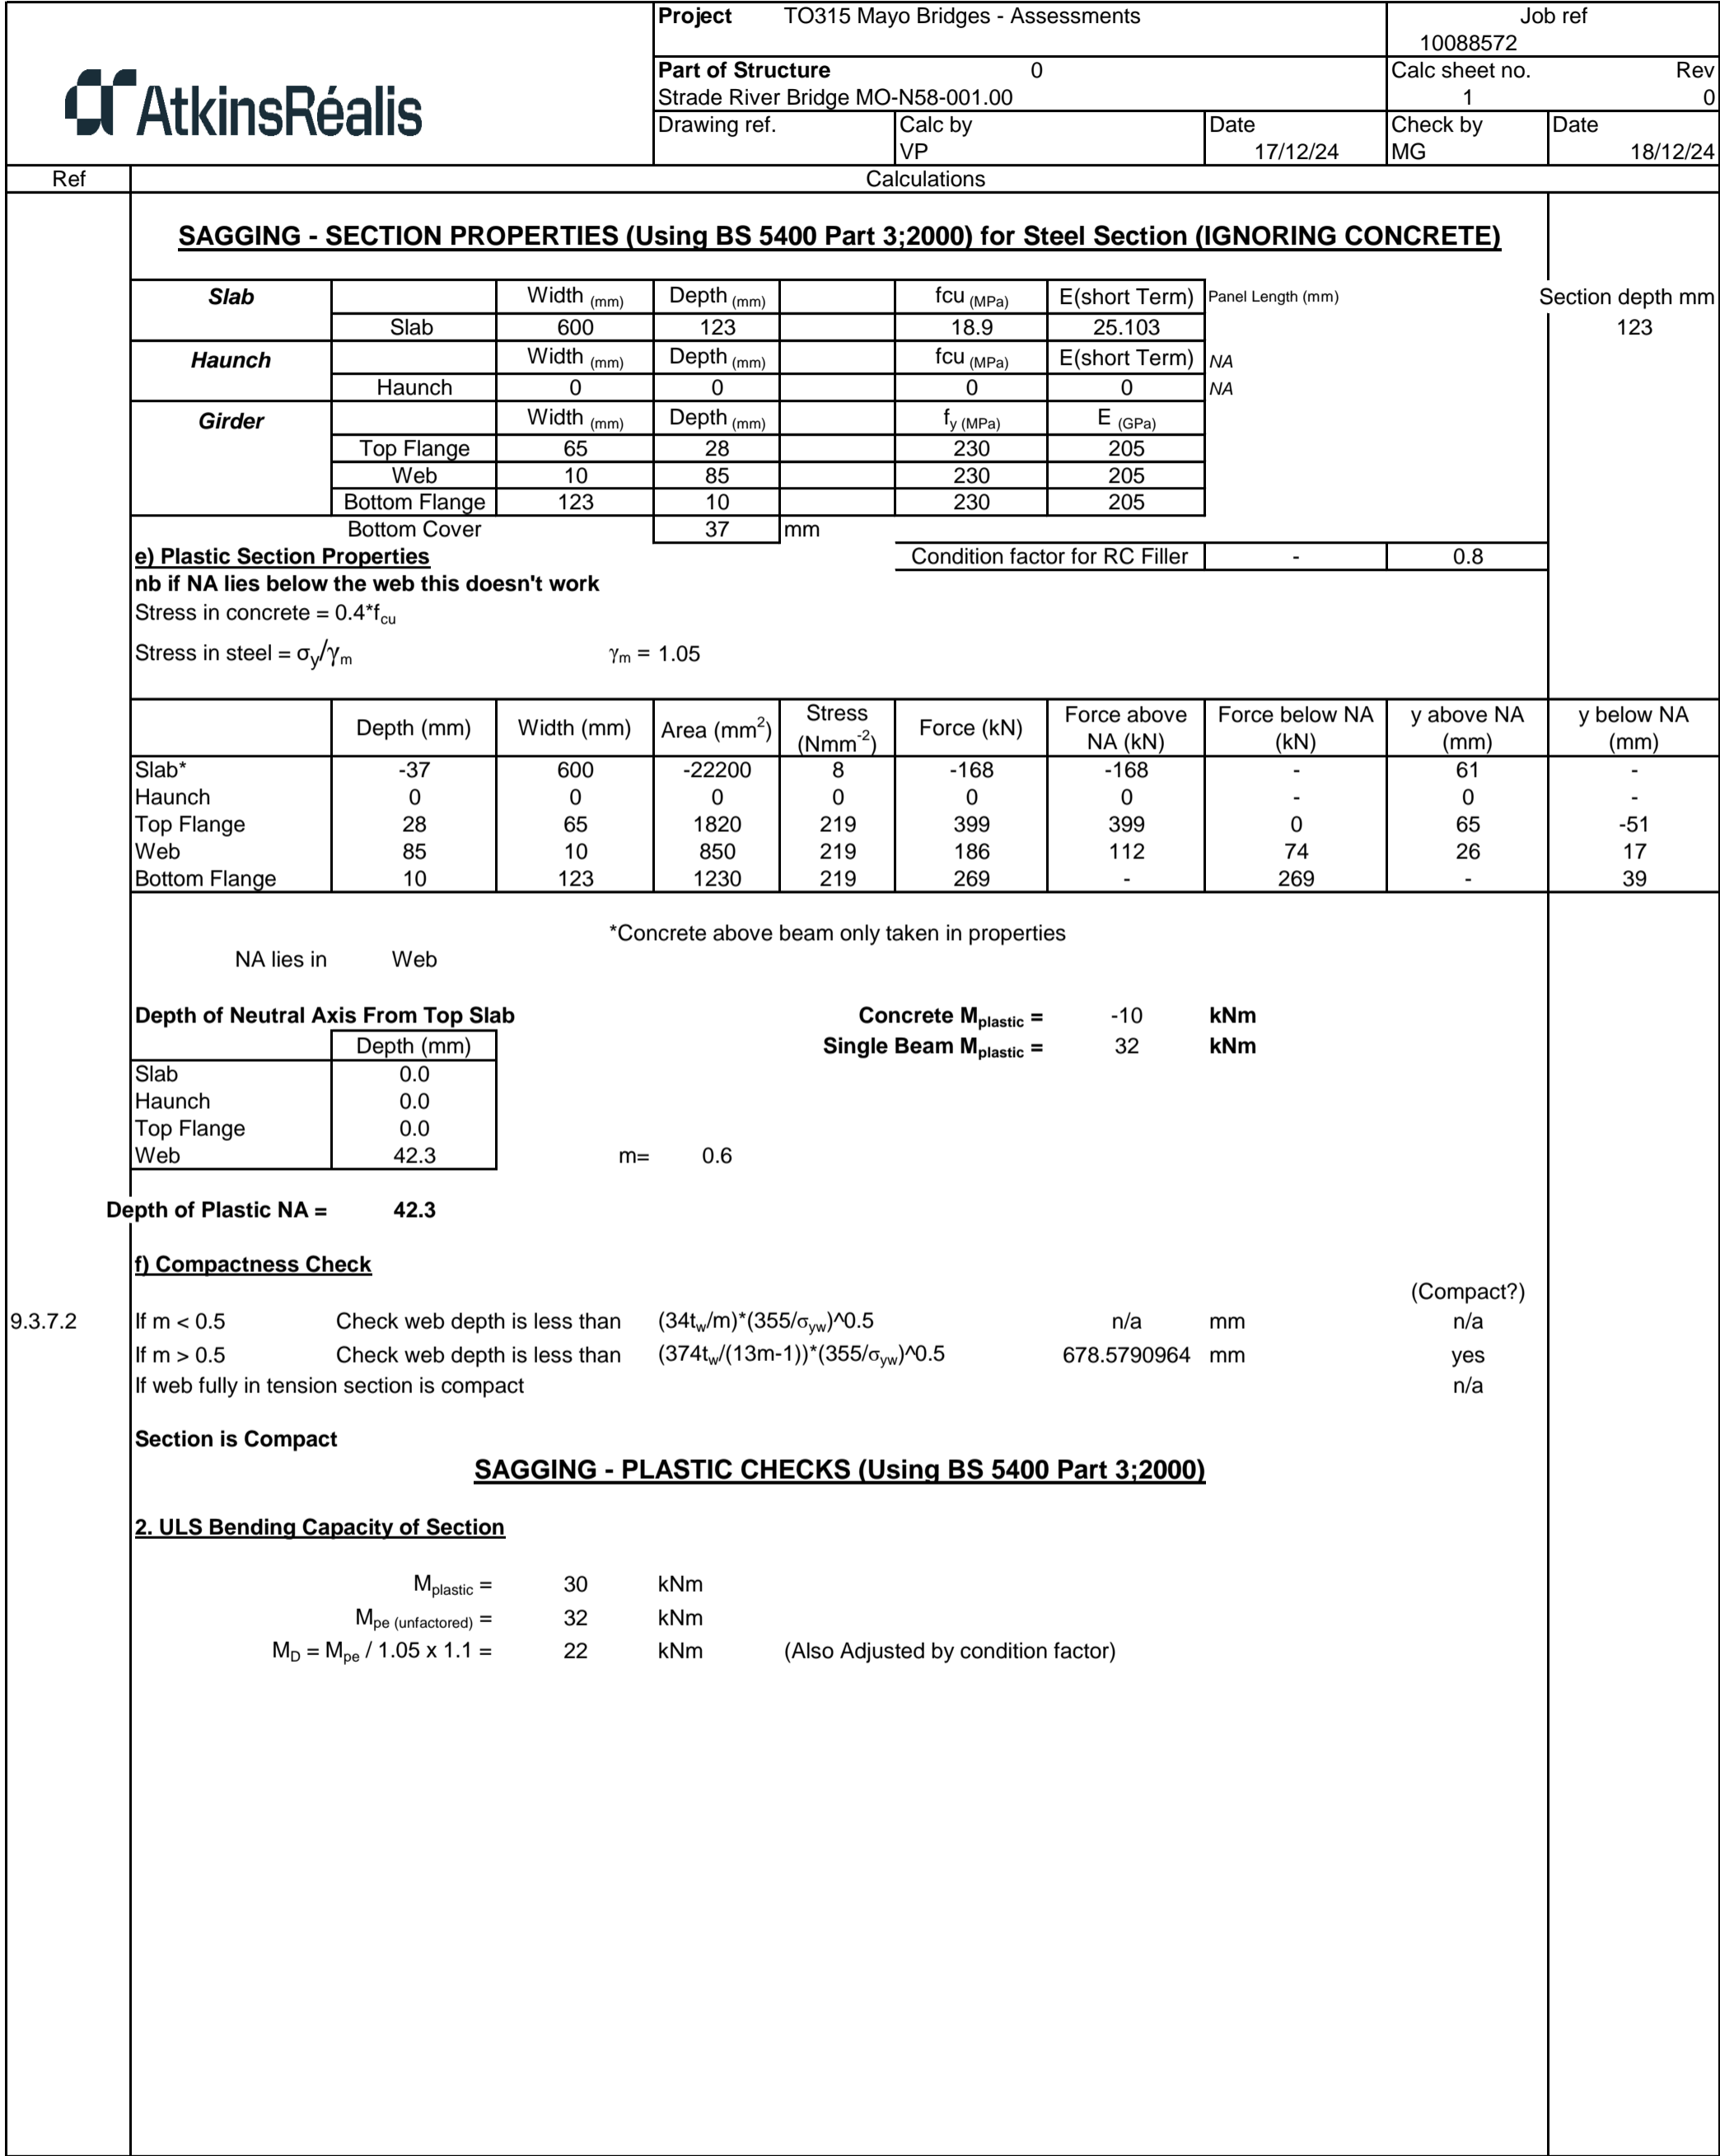 Project TO315 Mayo Bridges - Assessments Job ref
10088572
AtkinsRéalis
Part of Structure 0 Calc sheet no. Rev
Strade River Bridge MO-N58-001.00 1 0
Drawing ref. Calc by Date Check by Date
VP 17/12/24 MG 18/12/24
Ref Calculations
SAGGING - SECTION PROPERTIES (Using BS 5400 Part 3;2000) for Steel Section (IGNORING CONCRETE)
Slab Width (mm) Depth (mm) fcu (MPa) E(short Term) Panel Length (mm) Section depth mm
Slab 600 123 18.9 25.103 123
Haunch Width (mm) Depth (mm) fcu (MPa) E(short Term) NA
Haunch 0 0 0 0 NA
Girder Width (mm) Depth (mm) fy (MPa) E (GPa)
Top Flange 65 28 230 205
Web 10 85 230 205
Bottom Flange 123 10 230 205
Bottom Cover 37 mm
e) Plastic Section Properties Condition factor for RC Filler - 0.8
nb if NA lies below the web this doesn't work
Stress in concrete = 0.4*fcu
Stress in steel = σy/γm γm = 1.05
Depth (mm) Width (mm) Area (mm²) Stress (Nmm⁻²) Force (kN) Force above NA (kN) Force below NA (kN) y above NA (mm) y below NA (mm)
Slab* -37 600 -22200 8 -168 -168 - 61 -
Haunch 0 0 0 0 0 0 - 0 -
Top Flange 28 65 1820 219 399 399 0 65 -51
Web 85 10 850 219 186 112 74 26 17
Bottom Flange 10 123 1230 219 269 - 269 - 39
*Concrete above beam only taken in properties
NA lies in Web
Depth of Neutral Axis From Top Slab Concrete Mplastic = -10 kNm
Depth (mm) Single Beam Mplastic = 32 kNm
Slab 0.0
Haunch 0.0
Top Flange 0.0
Web 42.3 m= 0.6
Depth of Plastic NA = 42.3
f) Compactness Check
(Compact?)
9.3.7.2 If m < 0.5 Check web depth is less than (34tw/m)*(355/σyw)^0.5 n/a mm n/a
If m > 0.5 Check web depth is less than (374tw/(13m-1))*(355/σyw)^0.5 678.5790964 mm yes
If web fully in tension section is compact n/a
Section is Compact
SAGGING - PLASTIC CHECKS (Using BS 5400 Part 3;2000)
2. ULS Bending Capacity of Section
Mplastic = 30 kNm
Mpe (unfactored) = 32 kNm
MD = Mpe / 1.05 x 1.1 = 22 kNm (Also Adjusted by condition factor)